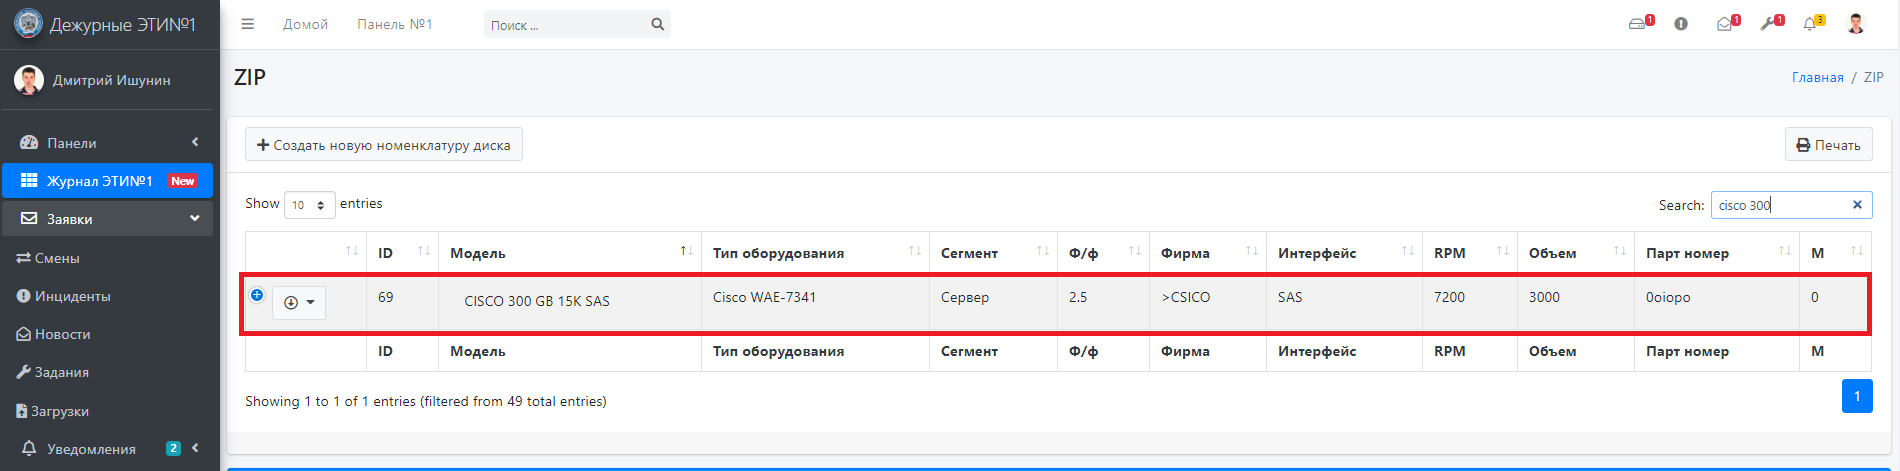 Дежурные ЭТИ№1
Домой Панель №1 Поиск ... 1 1 1 3
Дмитрий Ишунин
ZIP
Главная / ZIP
Панели
Журнал ЭТИ№1 New
Заявки
Смены
Инциденты
Новости
Задания
Загрузки
Уведомления 2
Создать новую номенклатуру диска
Печать
Show 10 entries
Search: cisco 300
ID Модель Тип оборудования Сегмент Ф/ф Фирма Интерфейс RPM Объем Парт номер М
69 CISCO 300 GB 15K SAS Cisco WAE-7341 Сервер 2.5 >CSICO SAS 7200 3000 0oiopo 0
ID Модель Тип оборудования Сегмент Ф/ф Фирма Интерфейс RPM Объем Парт номер М
Showing 1 to 1 of 1 entries (filtered from 49 total entries)
1